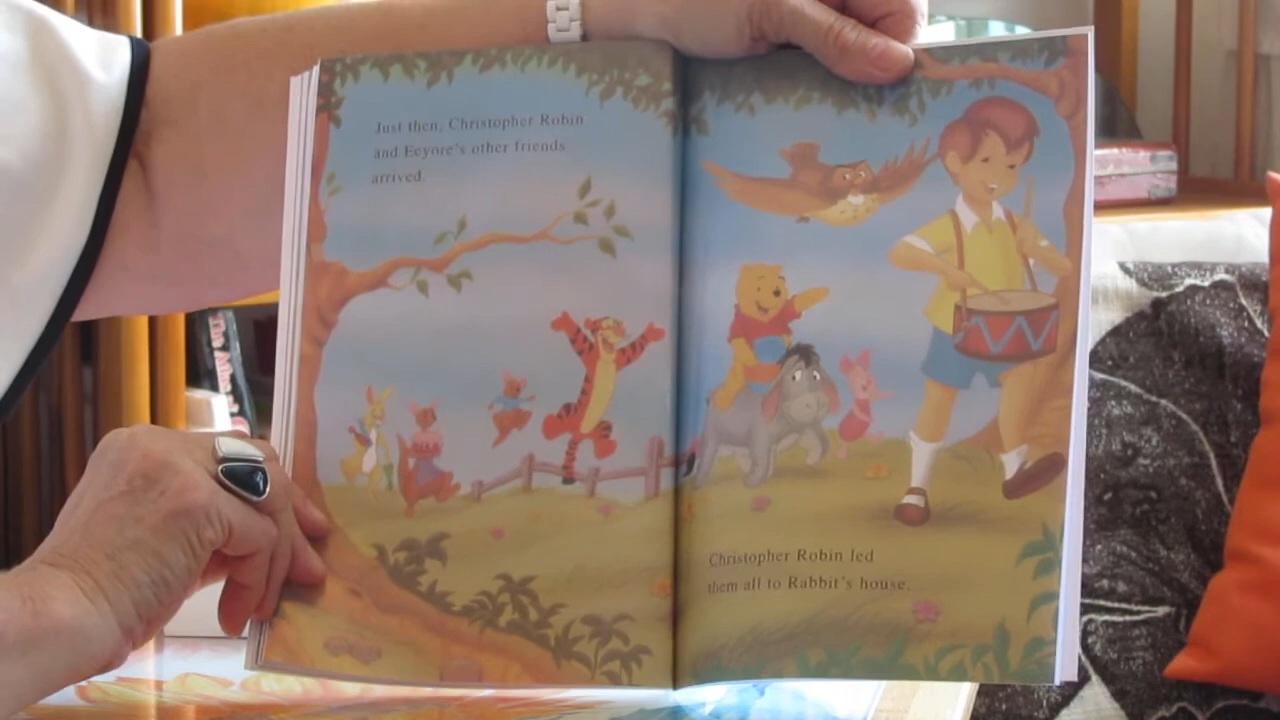 Just then, Christopher Robin
and Eeyore's other friends
arrived.
Christopher Robin led
them all to Rabbit's house.